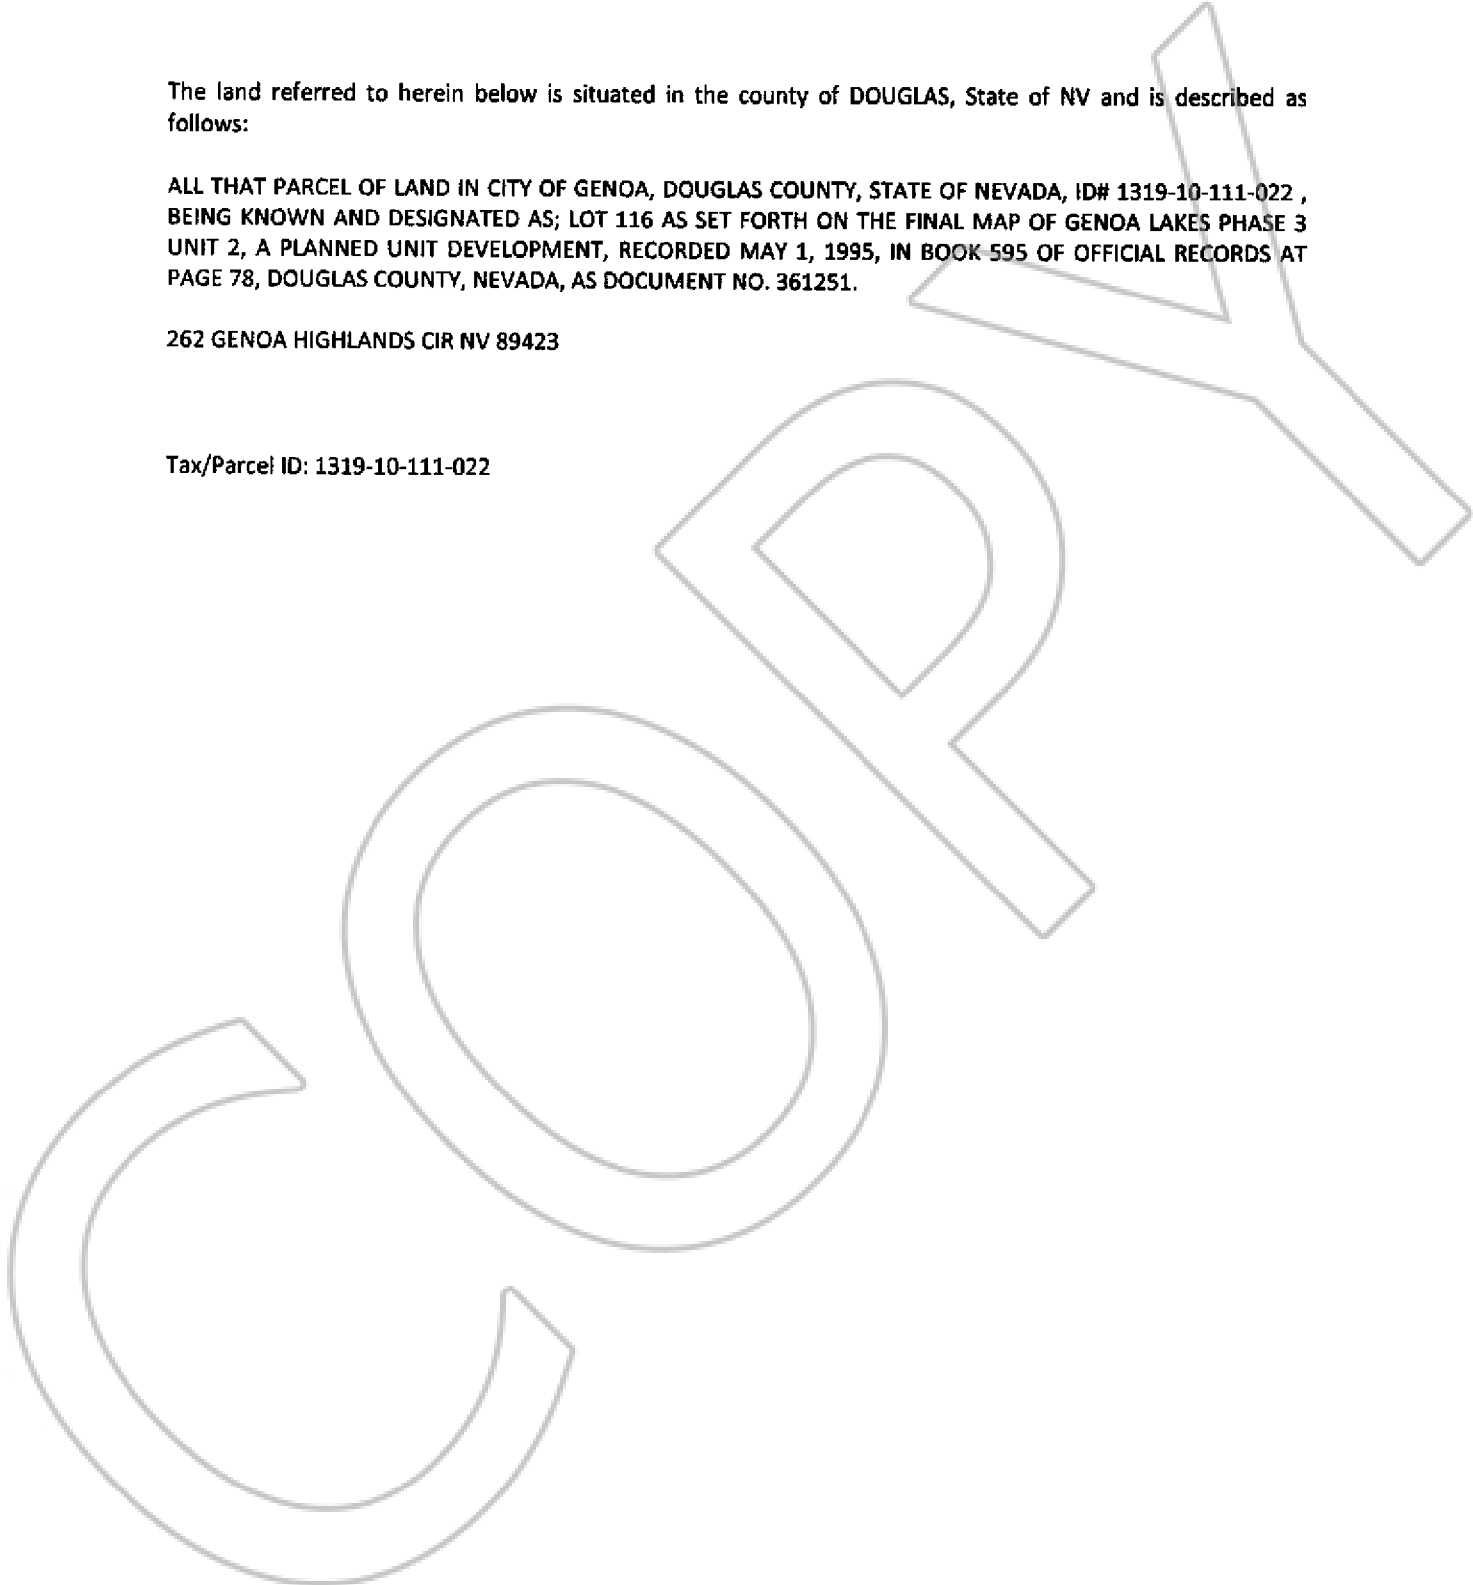 The land referred to herein below is situated in the county of DOUGLAS, State of NV and is described as
follows:
ALL THAT PARCEL OF LAND IN CITY OF GENOA, DOUGLAS COUNTY, STATE OF NEVADA, ID# 1319-10-111-022 ,
BEING KNOWN AND DESIGNATED AS; LOT 116 AS SET FORTH ON THE FINAL MAP OF GENOA LAKES PHASE 3
UNIT 2, A PLANNED UNIT DEVELOPMENT, RECORDED MAY 1, 1995, IN BOOK 595 OF OFFICIAL RECORDS AT
PAGE 78, DOUGLAS COUNTY, NEVADA, AS DOCUMENT NO. 361251.
262 GENOA HIGHLANDS CIR NV 89423
Tax/Parcel ID: 1319-10-111-022
COPY